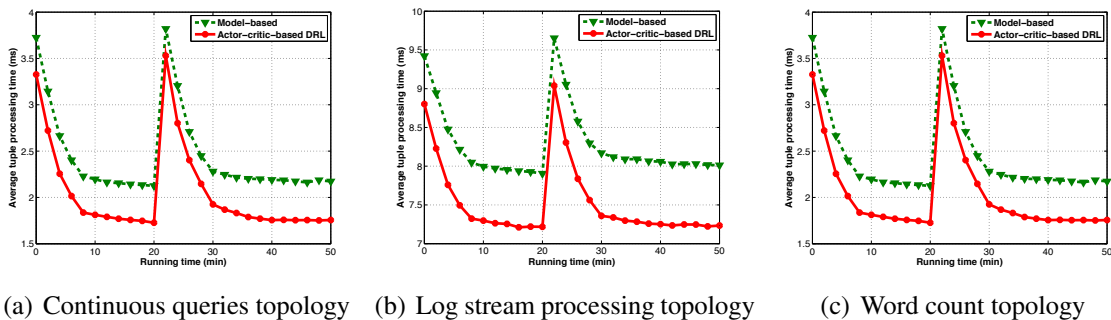 Average tuple processing time (ms)
4
3.5
3
2.5
2
1.5
0
10
20
30
40
50
Running time (min)
Model-based
Actor-critic-based DRL
(a) Continuous queries topology
Average tuple processing time (ms)
10
9.5
9
8.5
8
7.5
7
0
10
20
30
40
50
Running time (min)
Model-based
Actor-critic-based DRL
(b) Log stream processing topology
Average tuple processing time (ms)
4
3.5
3
2.5
2
1.5
0
10
20
30
40
50
Running time (min)
Model-based
Actor-critic-based DRL
(c) Word count topology